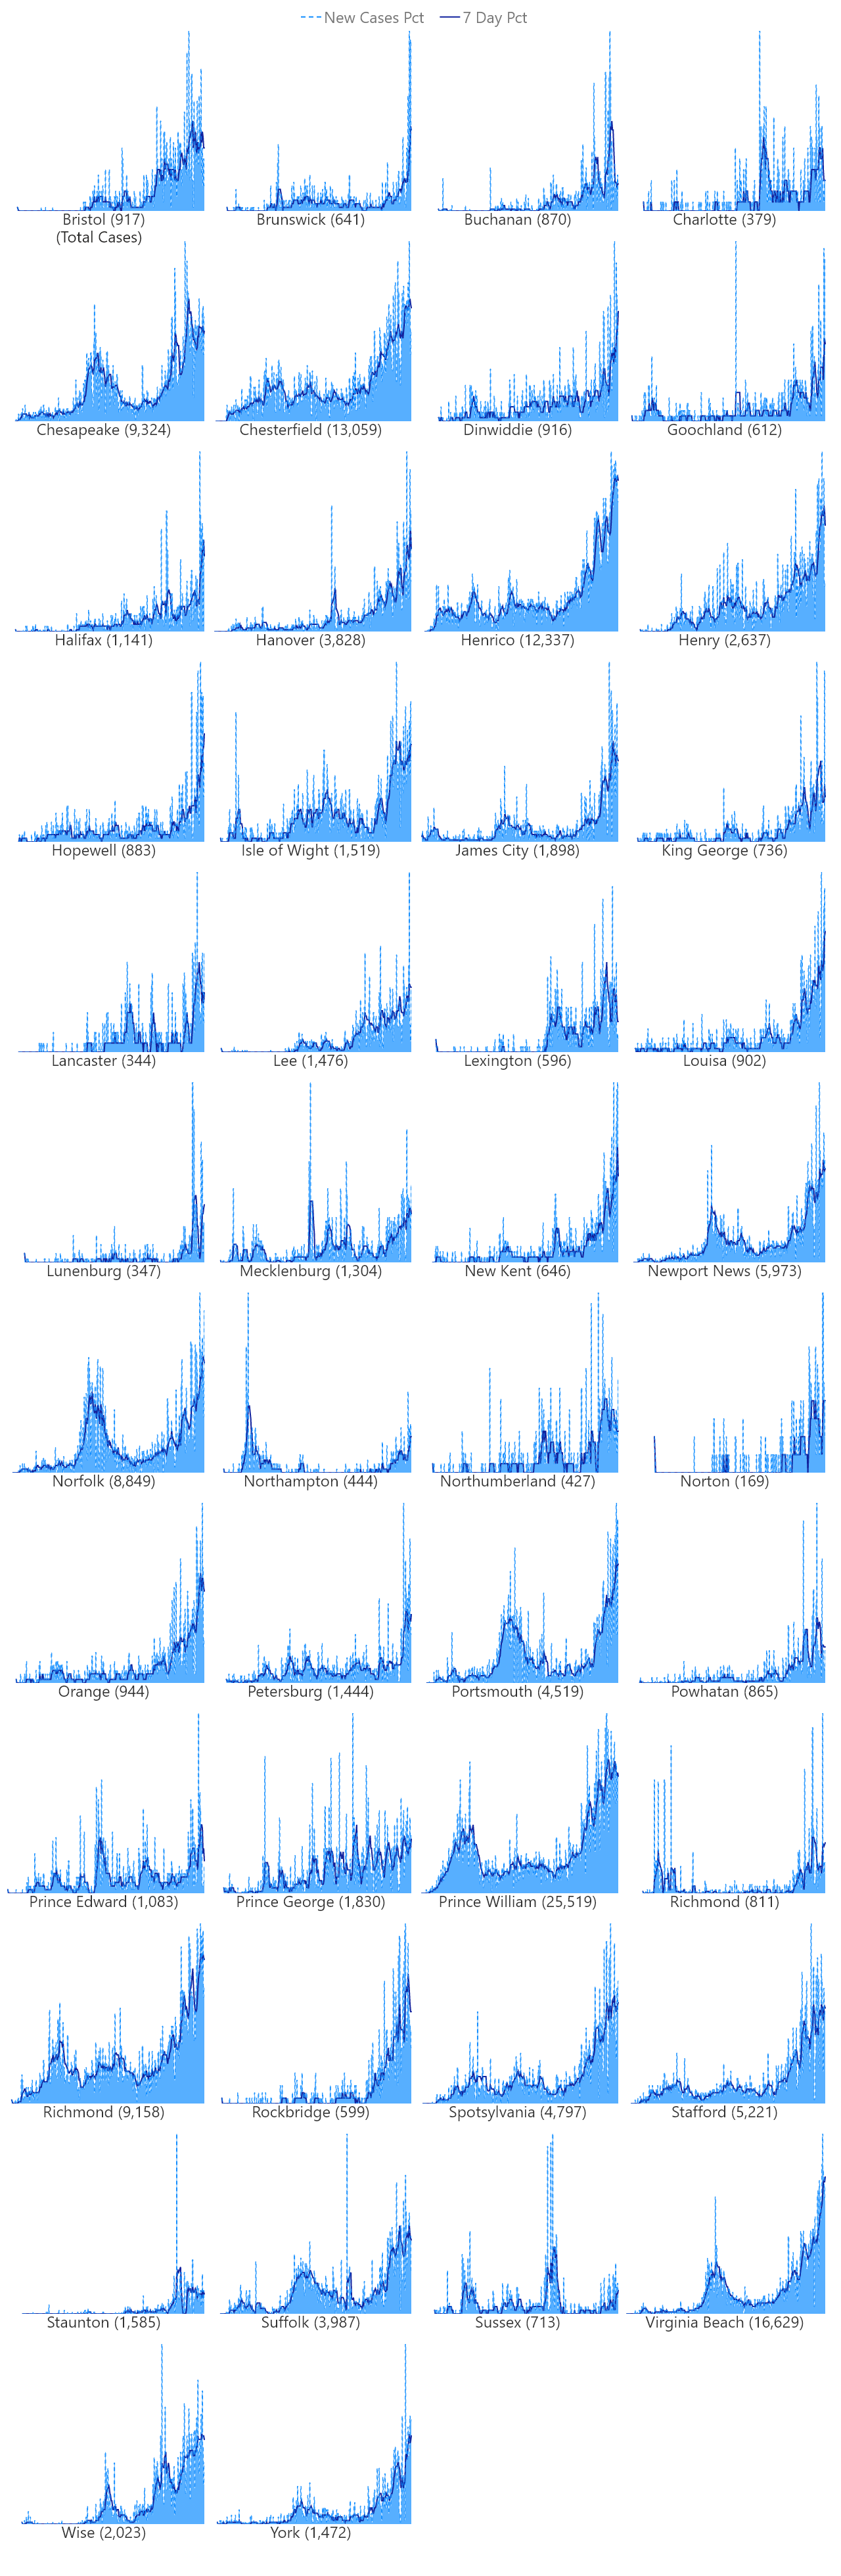 New Cases Pct 7 Day Pct
Bristol (917) Brunswick (641) Buchanan (870) Charlotte (379)
(Total Cases)
Chesapeake (9,324) Chesterfield (13,059) Dinwiddie (916) Goochland (612)
Halifax (1,141) Hanover (3,828) Henrico (12,337) Henry (2,637)
Hopewell (883) Isle of Wight (1,519) James City (1,898) King George (736)
Lancaster (344) Lee (1,476) Lexington (596) Louisa (902)
Lunenburg (347) Mecklenburg (1,304) New Kent (646) Newport News (5,973)
Norfolk (8,849) Northampton (444) Northumberland (427) Norton (169)
Orange (944) Petersburg (1,444) Portsmouth (4,519) Powhatan (865)
Prince Edward (1,083) Prince George (1,830) Prince William (25,519) Richmond (811)
Richmond (9,158) Rockbridge (599) Spotsylvania (4,797) Stafford (5,221)
Staunton (1,585) Suffolk (3,987) Sussex (713) Virginia Beach (16,629)
Wise (2,023) York (1,472)